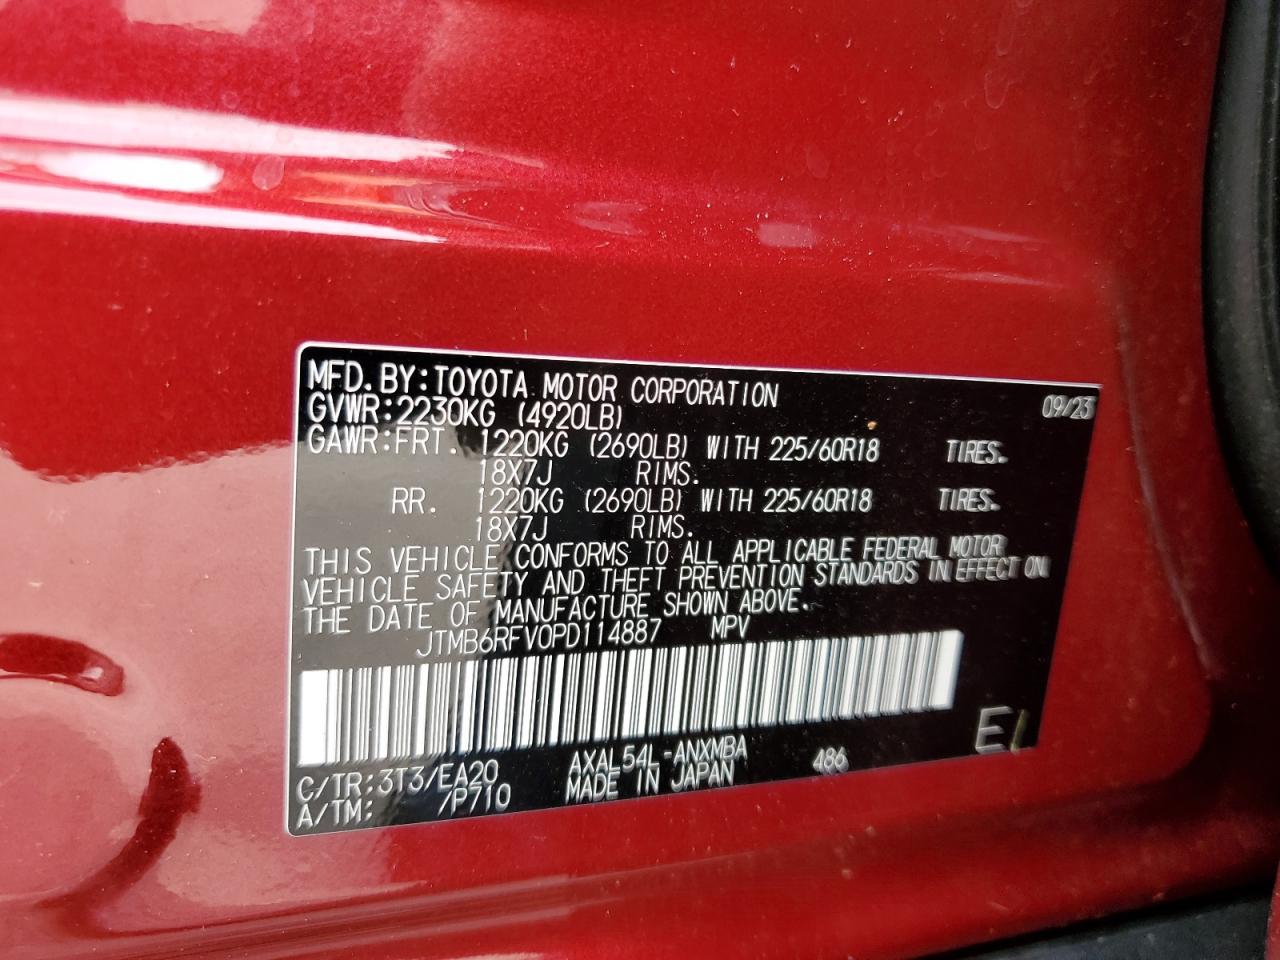 MFD.BY:TOYOTA MOTOR CORPORATION 09/23
GVWR:2230KG (4920LB)
GAWR:FRT. 1220KG (2690LB) WITH 225/60R18 TIRES.
18X7J RIMS.
RR. 1220KG (2690LB) WITH 225/60R18 TIRES.
18X7J RIMS.
THIS VEHICLE CONFORMS TO ALL APPLICABLE FEDERAL MOTOR
VEHICLE SAFETY AND THEFT PREVENTION STANDARDS IN EFFECT ON
THE DATE OF MANUFACTURE SHOWN ABOVE.
JTMB6RFV0PD114887 MPV
E1
C/TR:3T3/EA20 AXAL54L-ANXMBA 486
A/TM: /P710 MADE IN JAPAN